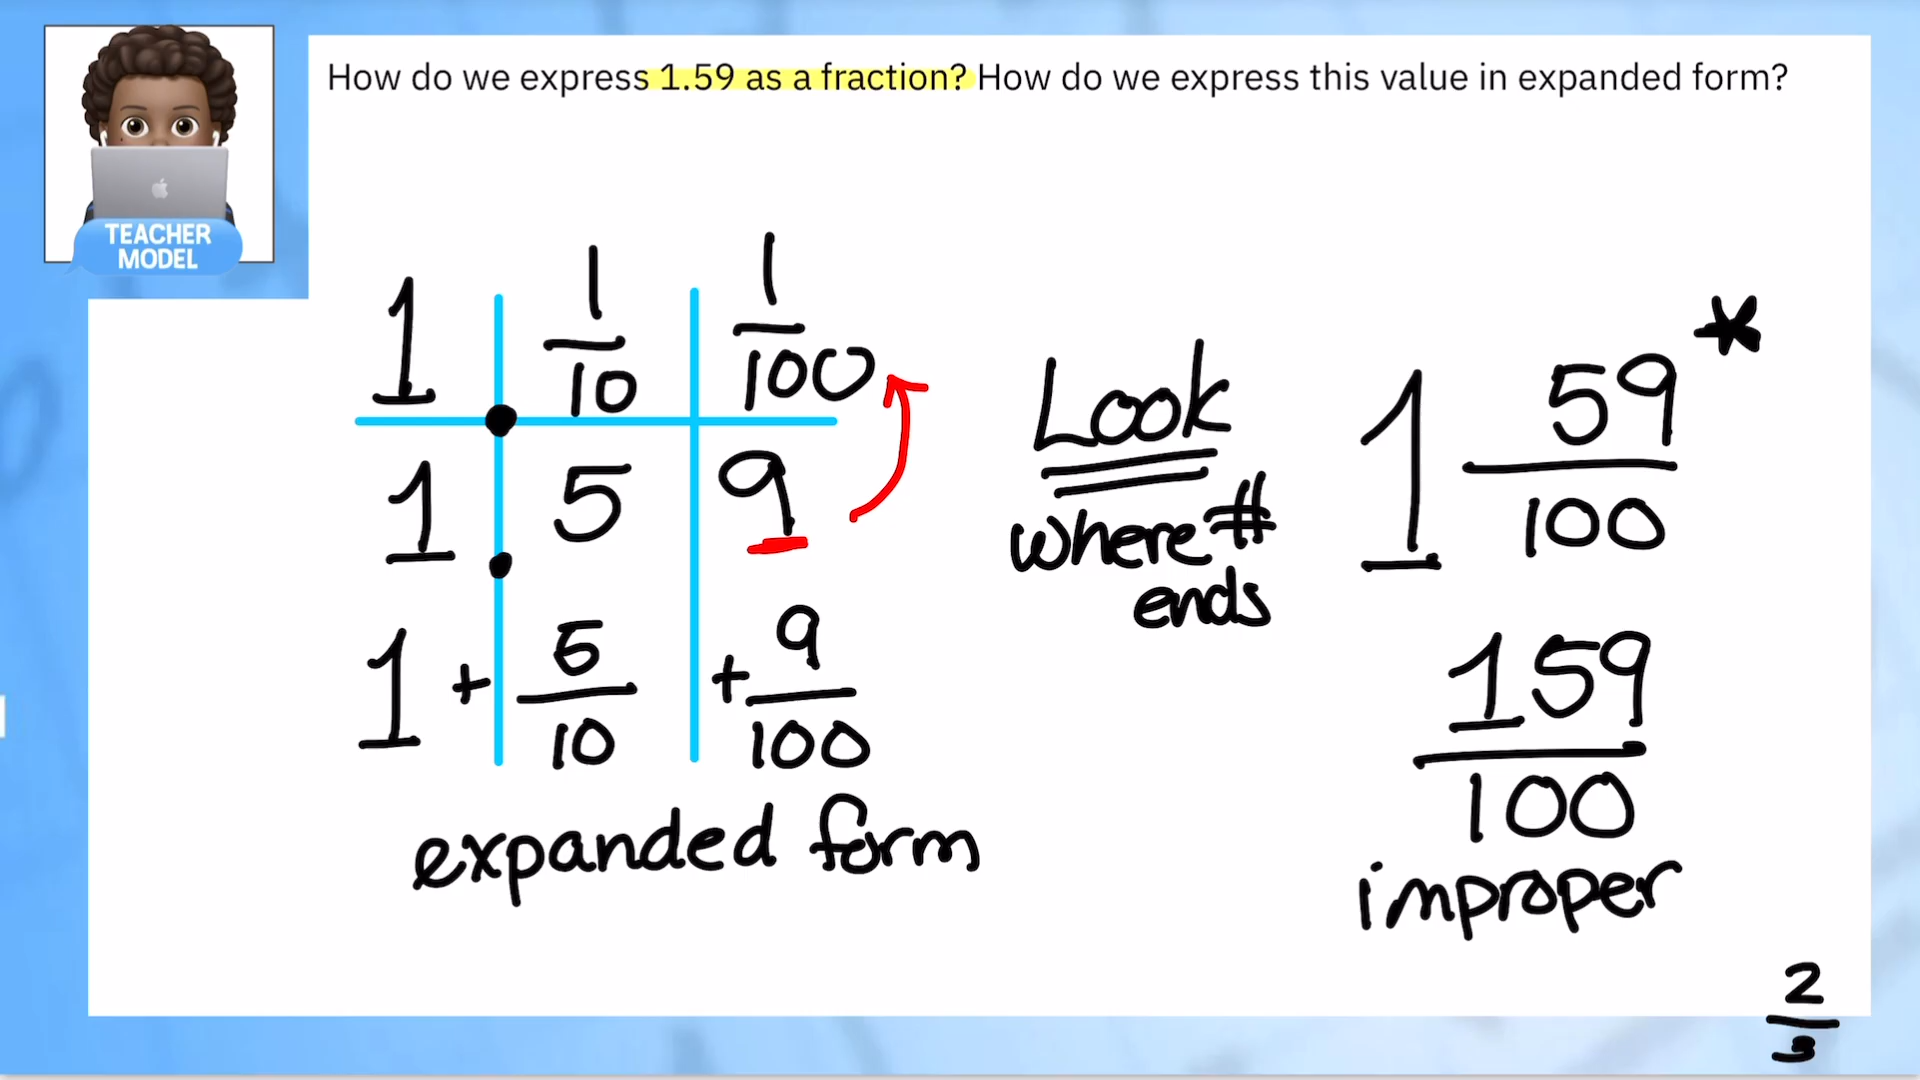 How do we express 1.59 as a fraction? How do we express this value in expanded form?
TEACHER
MODEL
1 . 1/10 1/100
1 . 5 9
1 + 5/10 + 9/100
expanded form
Look
where #
ends
1 59/100 *
159/100
improper
2/3